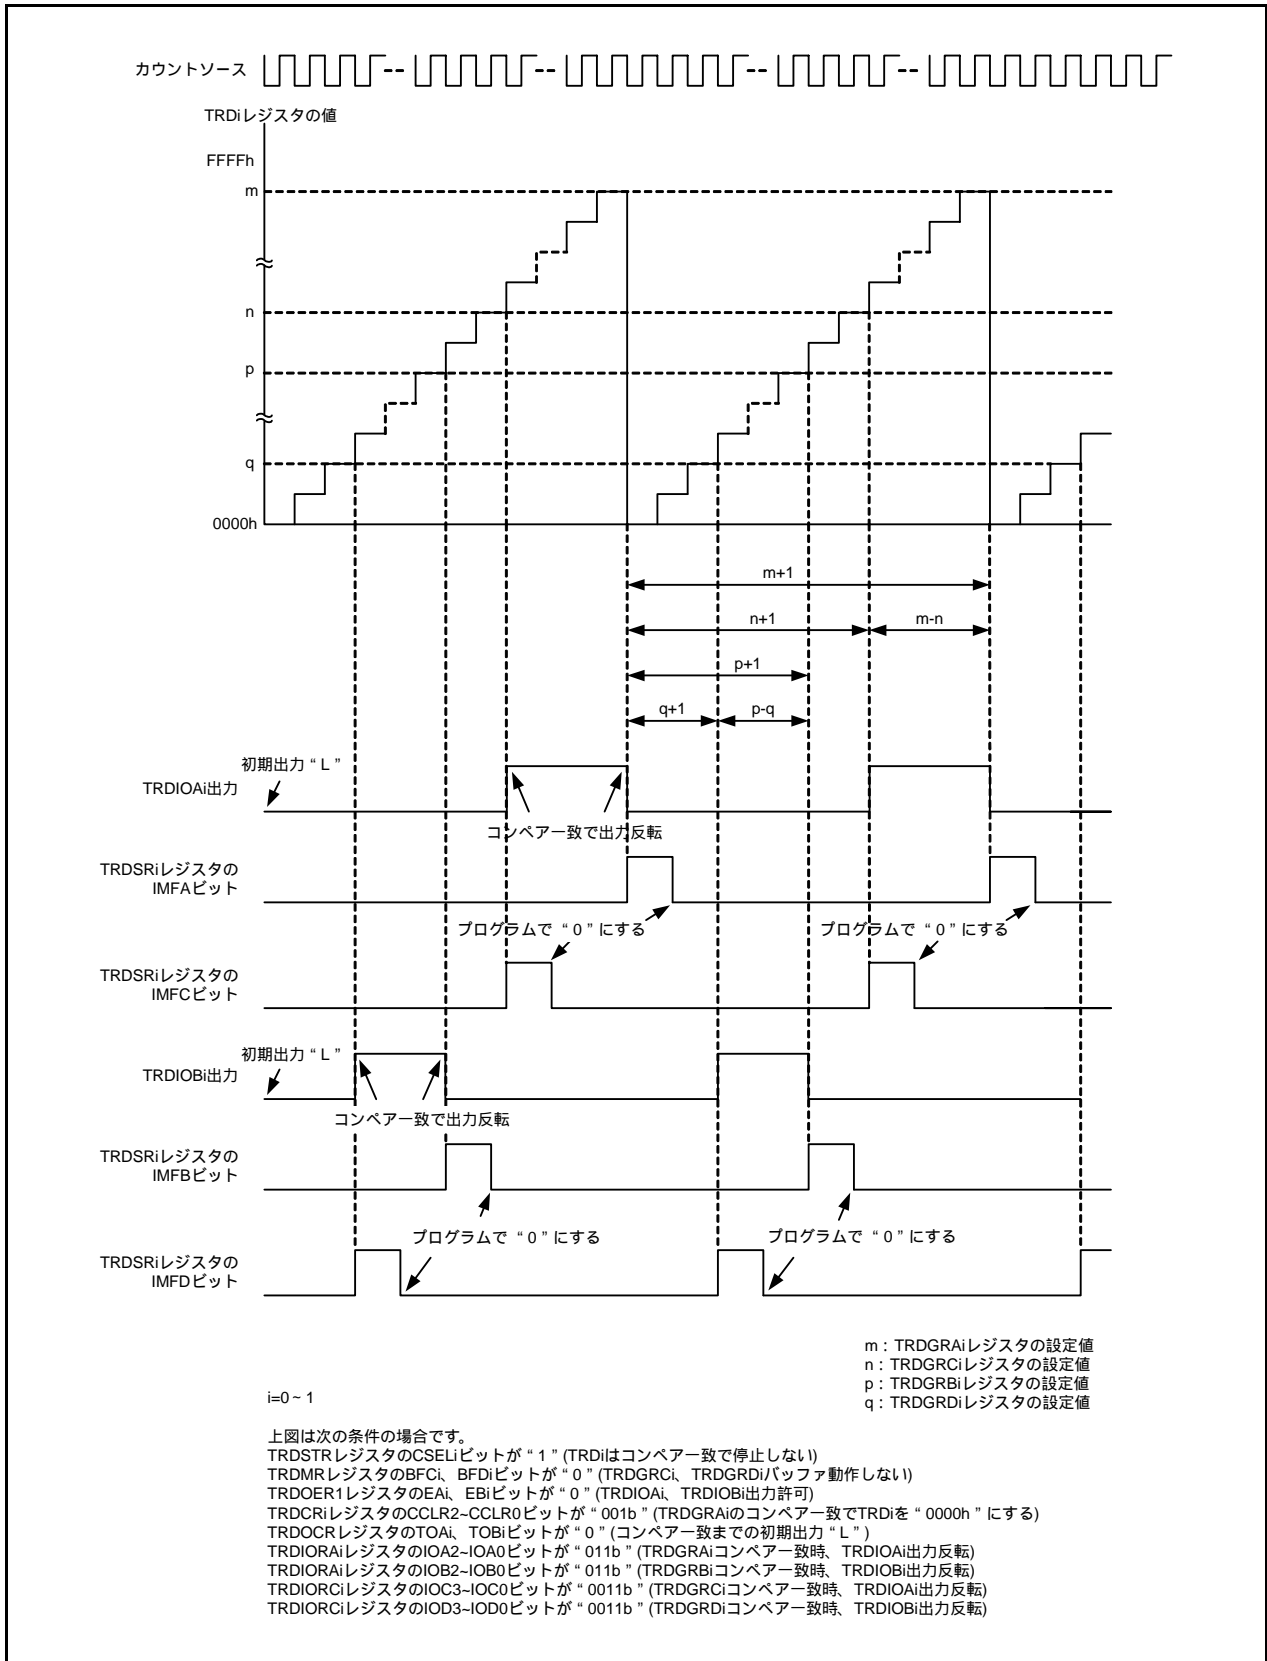 カウントソース
TRDiレジスタの値
FFFFh
m
n
p
q
0000h
m+1
n+1
m-n
p+1
q+1
p-q
初期出力 “ L ”
TRDIOAi出力
コンペア一致で出力反転
TRDSRiレジスタの
IMFAビット
プログラムで “ 0 ” にする
プログラムで “ 0 ” にする
TRDSRiレジスタの
IMFCビット
初期出力 “ L ”
TRDIOBi出力
コンペア一致で出力反転
TRDSRiレジスタの
IMFBビット
プログラムで “ 0 ” にする
プログラムで “ 0 ” にする
TRDSRiレジスタの
IMFDビット
m : TRDGRAiレジスタの設定値
n : TRDGRCiレジスタの設定値
p : TRDGRBiレジスタの設定値
q : TRDGRDiレジスタの設定値
i=0 ~ 1
上図は次の条件の場合です。
TRDSTRレジスタのCSELiビットが “ 1 ” (TRDiはコンペア一致で停止しない)
TRDMRレジスタのBFCi、BFDiビットが “ 0 ” (TRDGRCi、TRDGRDiバッファ動作しない)
TRDOER1レジスタのEAi、EBiビットが “ 0 ” (TRDIOAi、TRDIOBi出力許可)
TRDCRiレジスタのCCLR2~CCLR0ビットが “ 001b ” (TRDGRAiのコンペア一致でTRDiを “ 0000h ” にする)
TRDOCRレジスタのTOAi、TOBiビットが “ 0 ” (コンペア一致までの初期出力 “ L ” )
TRDIORAiレジスタのIOA2~IOA0ビットが “ 011b ” (TRDGRAiコンペア一致時、TRDIOAi出力反転)
TRDIORAiレジスタのIOB2~IOB0ビットが “ 011b ” (TRDGRBiコンペア一致時、TRDIOBi出力反転)
TRDIORCiレジスタのIOC3~IOC0ビットが “ 0011b ” (TRDGRCiコンペア一致時、TRDIOAi出力反転)
TRDIORCiレジスタのIOD3~IOD0ビットが “ 0011b ” (TRDGRDiコンペア一致時、TRDIOBi出力反転)